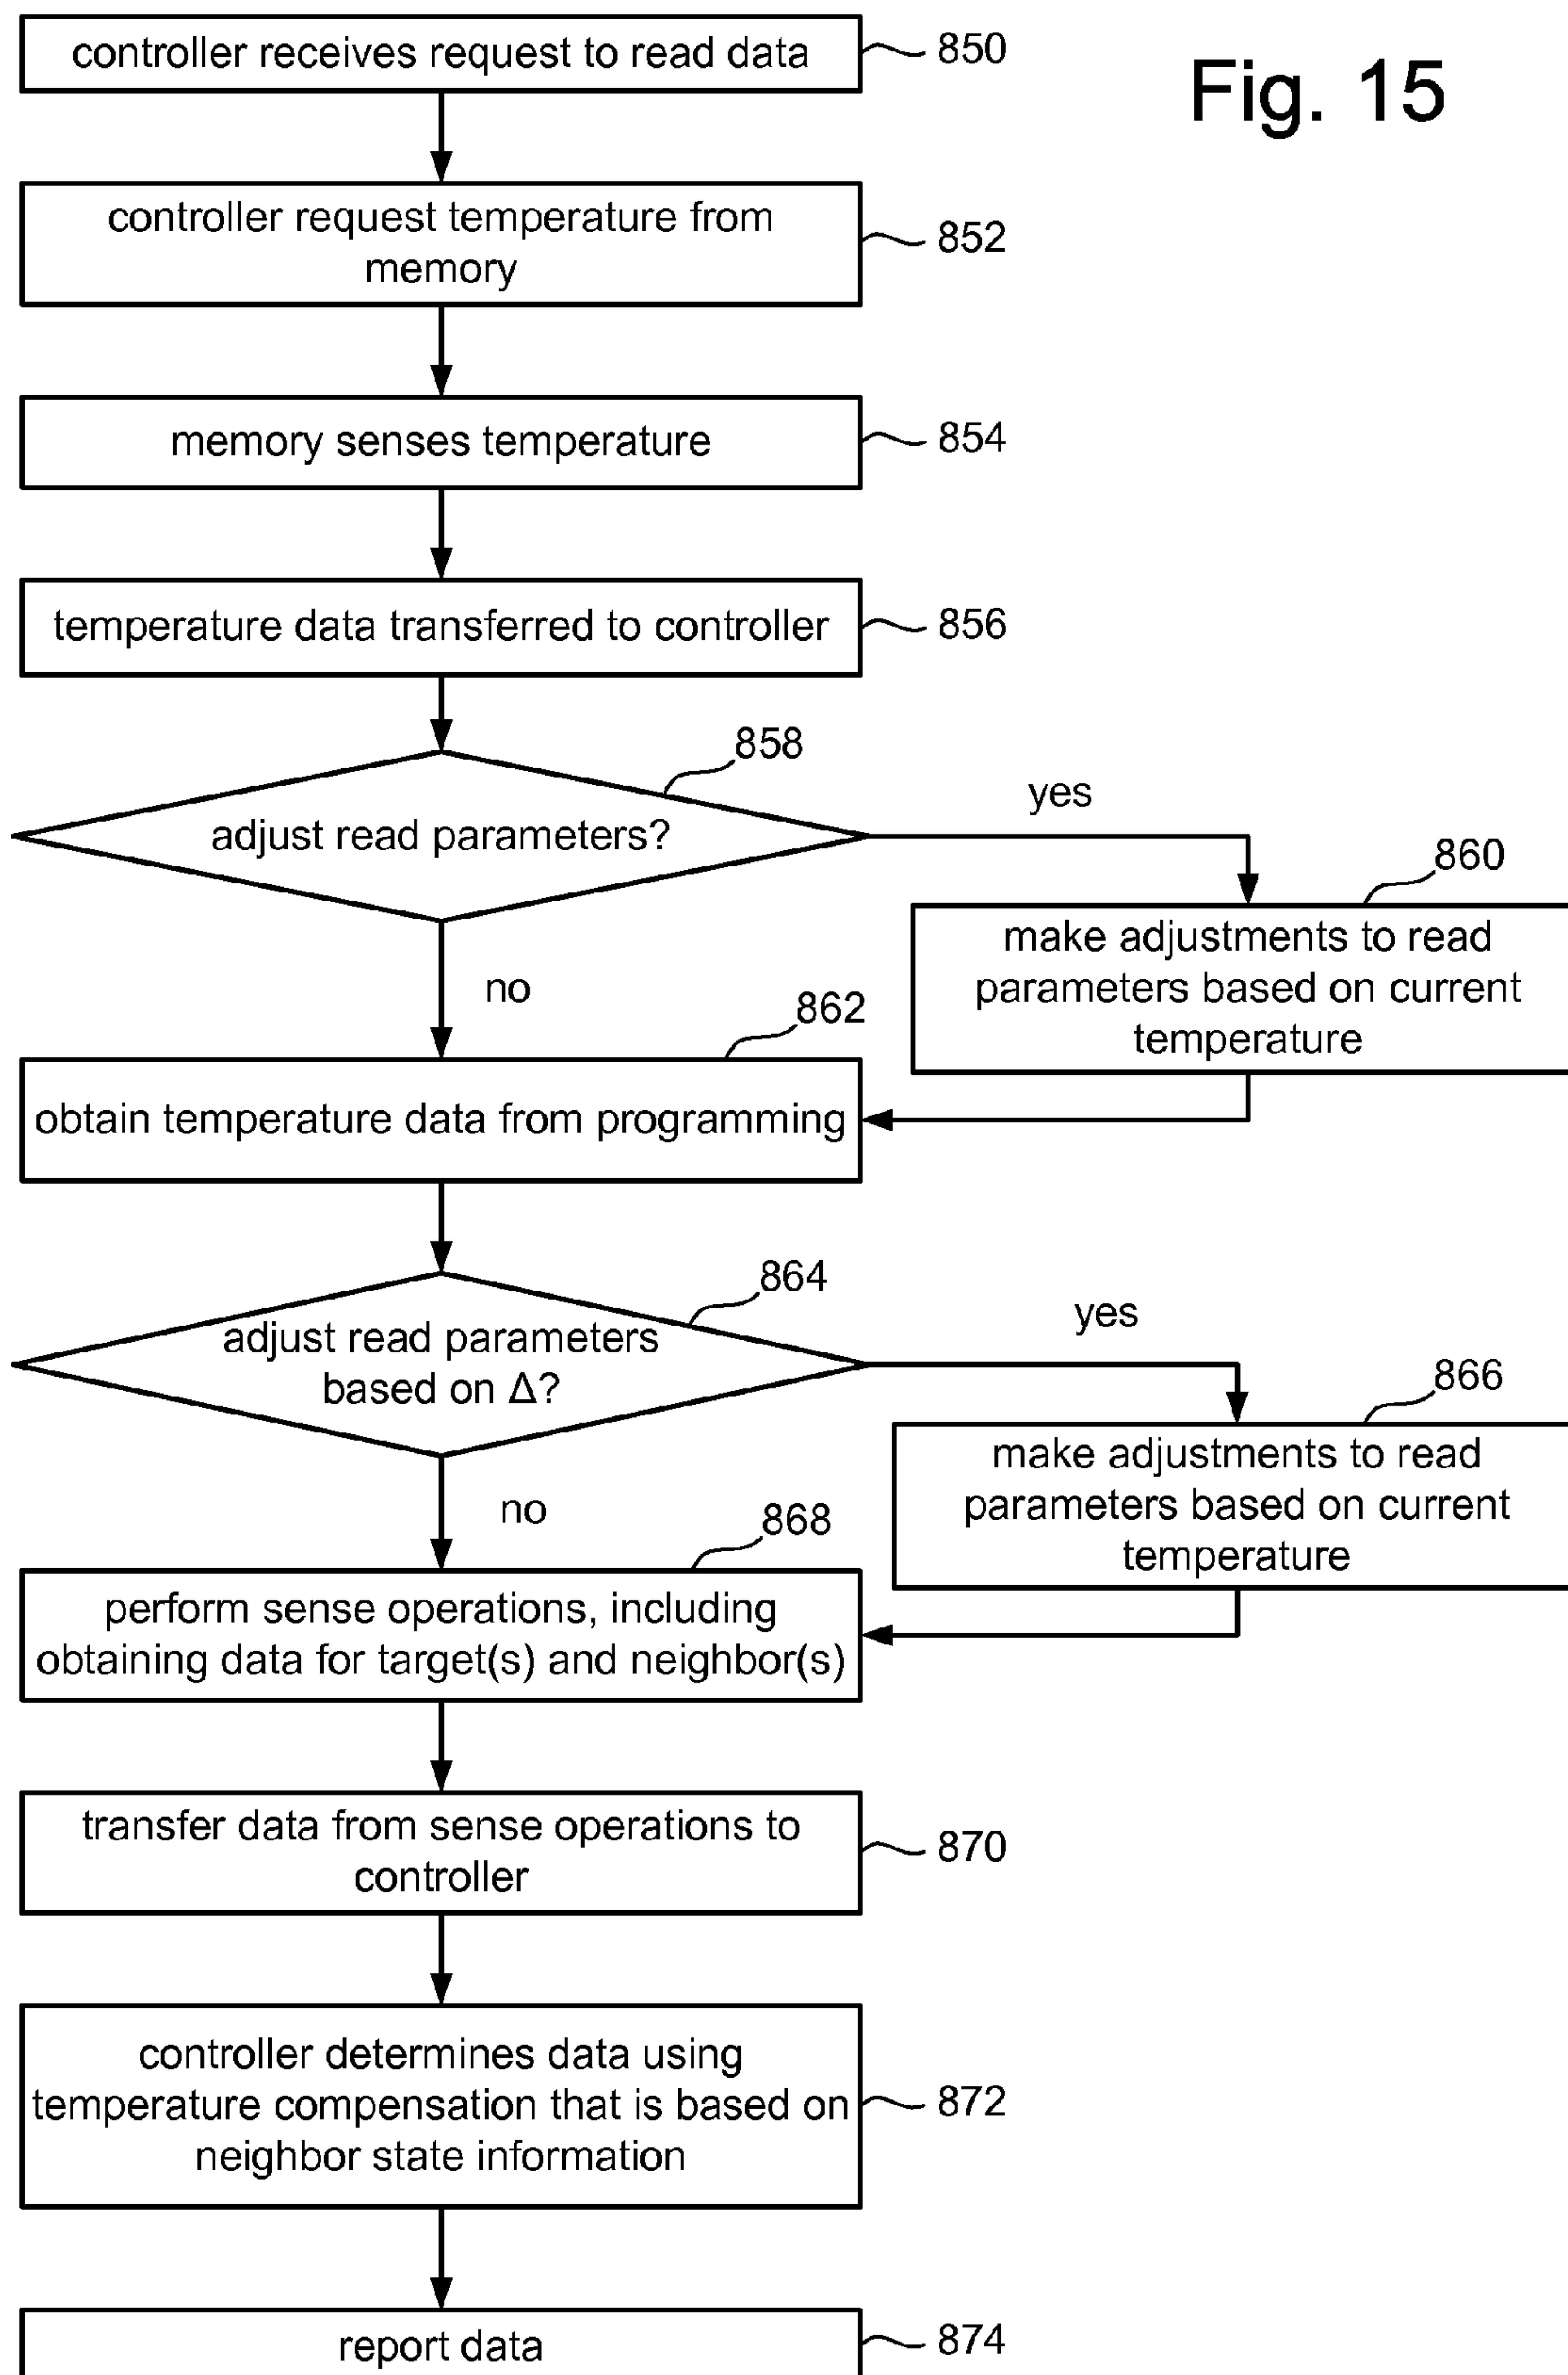 Fig. 15
controller receives request to read data
850
controller request temperature from
memory
852
memory senses temperature
854
temperature data transferred to controller
856
858
adjust read parameters?
yes
860
make adjustments to read
parameters based on current
temperature
no
862
obtain temperature data from programming
864
adjust read parameters
based on Δ?
yes
866
make adjustments to read
parameters based on current
temperature
no
868
perform sense operations, including
obtaining data for target(s) and neighbor(s)
transfer data from sense operations to
controller
870
controller determines data using
temperature compensation that is based on
neighbor state information
872
report data
874